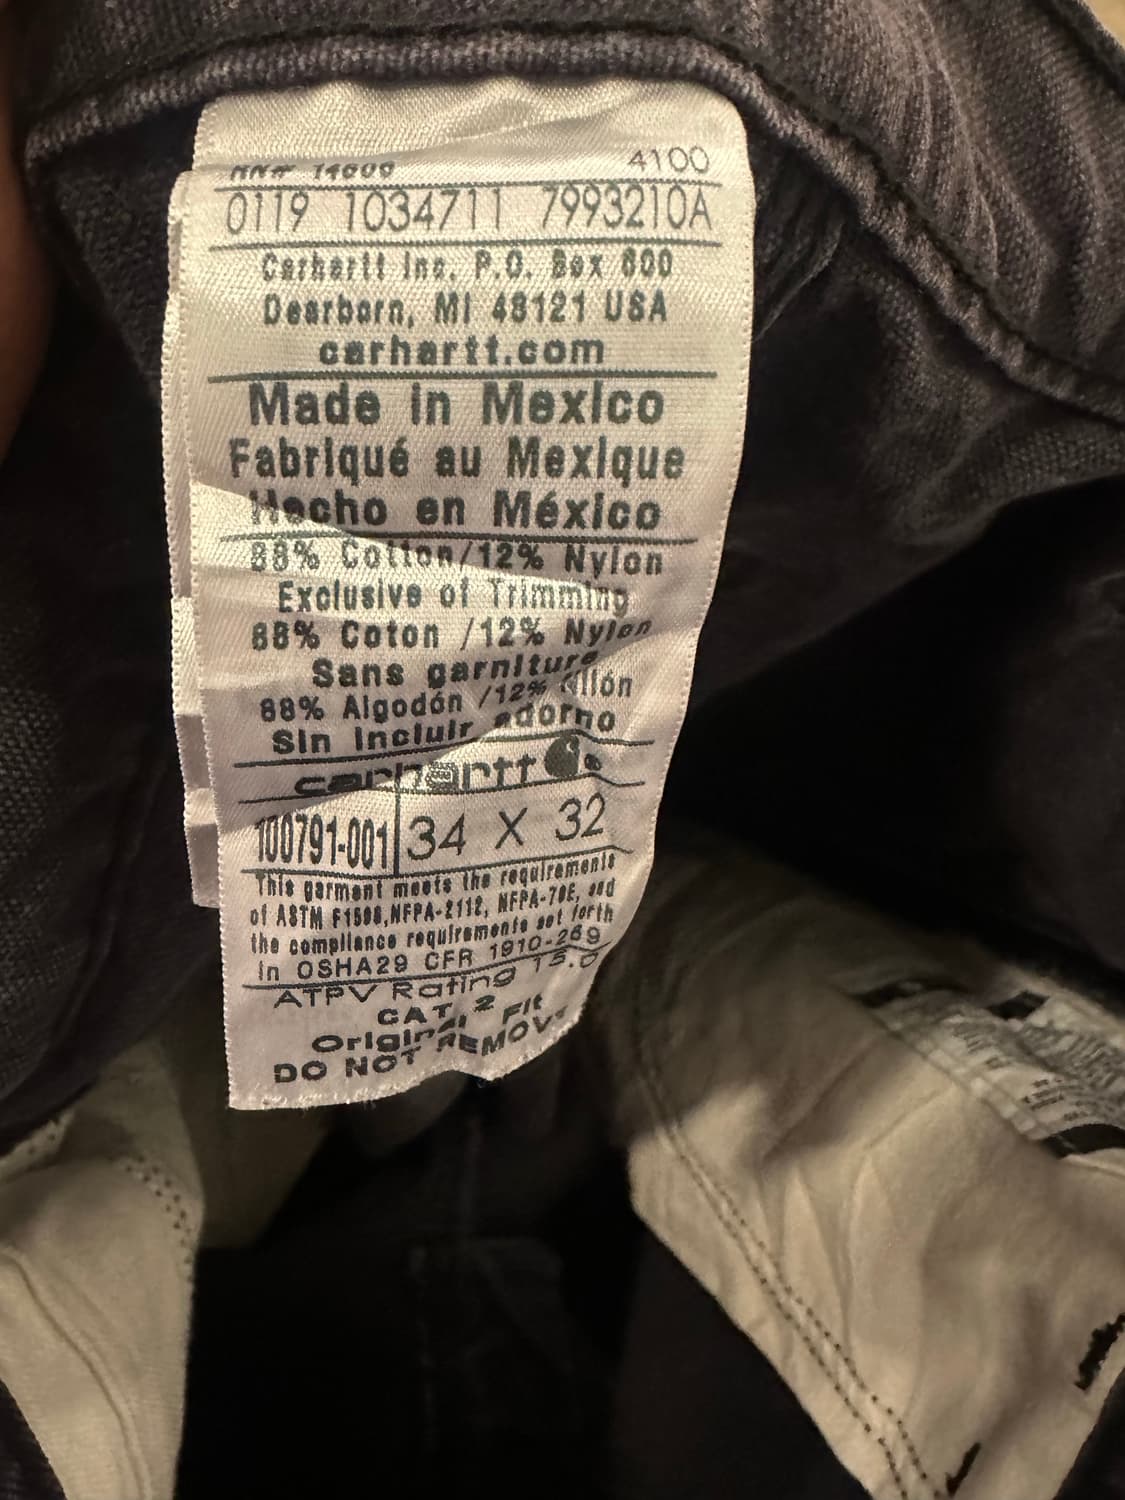 RN# 14806 4100
0119 1034711 7993210A
Carhartt Inc. P.O. Box 600
Dearborn, MI 48121 USA
carhartt.com
Made in Mexico
Fabriqué au Mexique
Hecho en México
88% Cotton/12% Nylon
Exclusive of Trimming
88% Coton /12% Nylon
Sans garniture
88% Algodón /12% Nilón
Sin incluir adorno
carhartt
100791-001 34 X 32
This garment meets the requirements
of ASTM F1506,NFPA-2112, NFPA-70E, and
the compliance requirements set forth
in OSHA29 CFR 1910-269
ATPV Rating 15.0
CAT. 2
Original Fit
DO NOT REMOVE